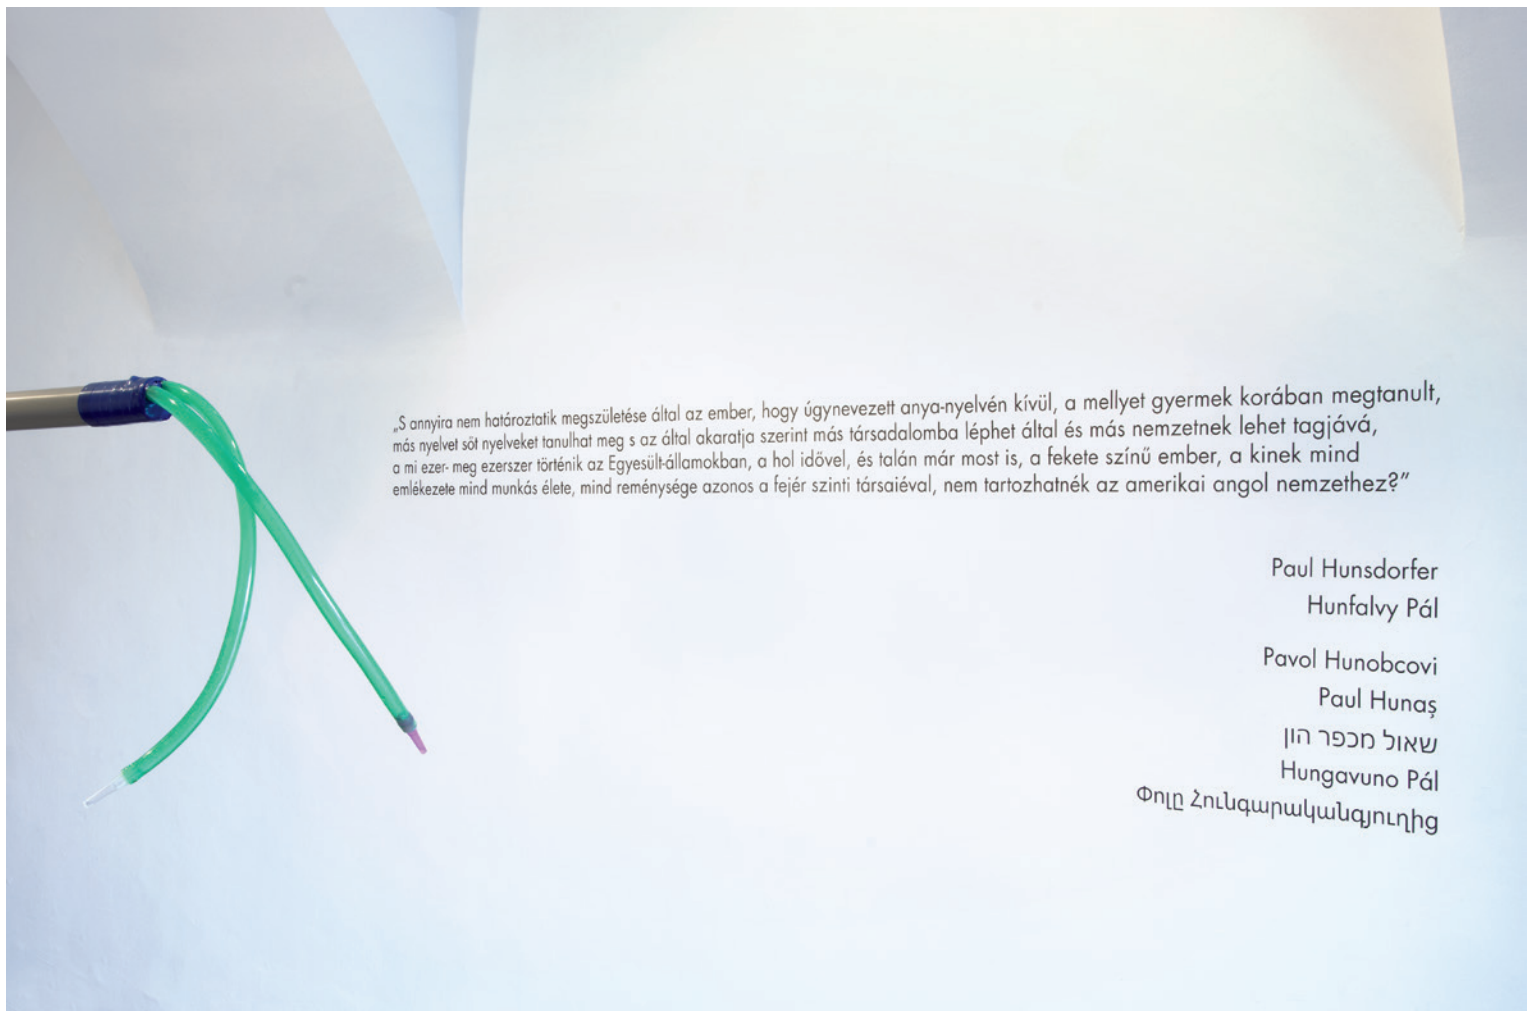 „S annyira nem határoztatik megszületése által az ember, hogy úgynevezett anya-nyelvén kívül, a mellyet gyermek korában megtanult,
más nyelvet sőt nyelveket tanulhat meg s az által akaratja szerint más társadalomba léphet által és más nemzetnek lehet tagjává,
a mi ezer- meg ezerszer történik az Egyesült-államokban, a hol idővel, és talán már most is, a fekete színű ember, a kinek mind
emlékezete mind munkás élete, mind reménysége azonos a fejér szinti társaiéval, nem tartozhatnék az amerikai angol nemzethez?”
Paul Hunsdorfer
Hunfalvy Pál
Pavol Hunobcovi
Paul Hunaș
שאול מכפר הון
Hungavuno Pál
Փոլը Հունգարականգյուղից